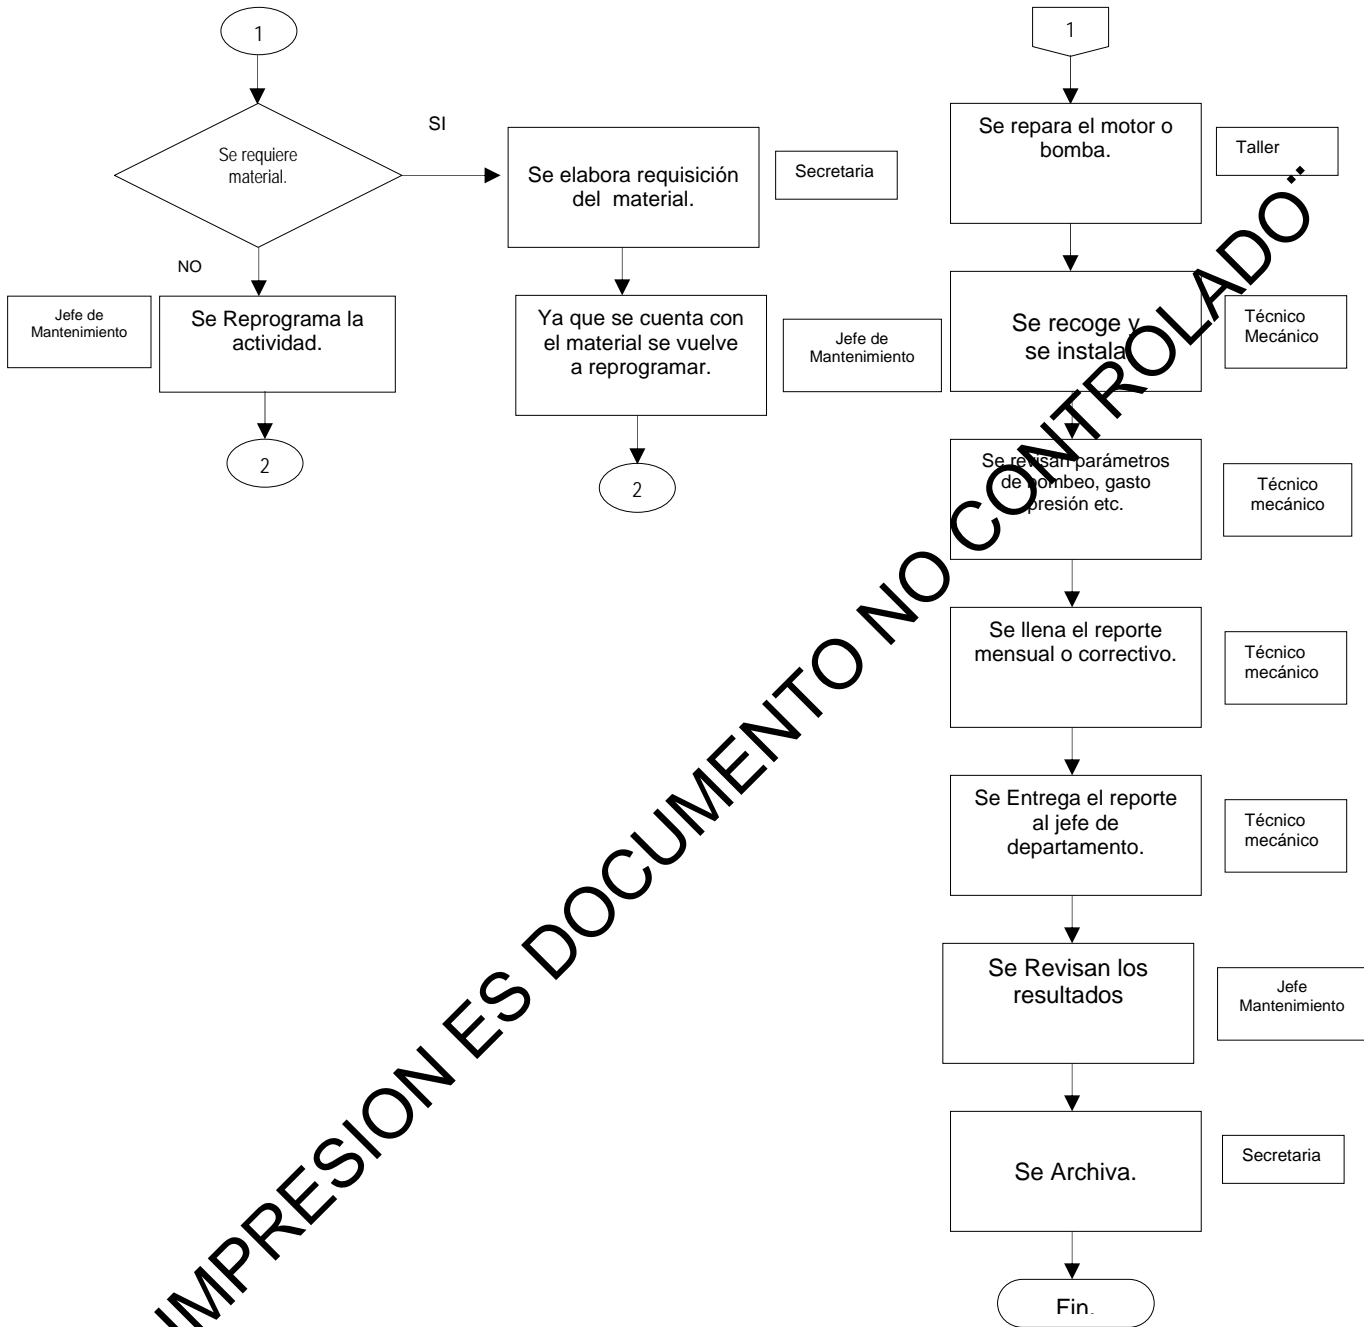 1
Se requiere
material.
SI
NO
Se elabora requisición
del material.
Secretaria
Jefe de
Mantenimiento
Se Reprograma la
actividad.
Ya que se cuenta con
el material se vuelve
a reprogramar.
Jefe de
Mantenimiento
2
2
1
Se repara el motor o
bomba.
Taller
Se recoge y
se instala
Técnico
Mecánico
Se revisan parámetros
de bombeo, gasto
presión etc.
Técnico
mecánico
Se llena el reporte
mensual o correctivo.
Técnico
mecánico
Se Entrega el reporte
al jefe de
departamento.
Técnico
mecánico
Se Revisan los
resultados
Jefe
Mantenimiento
Se Archiva.
Secretaria
Fin.
IMPRESION ES DOCUMENTO NO CONTROLADO"